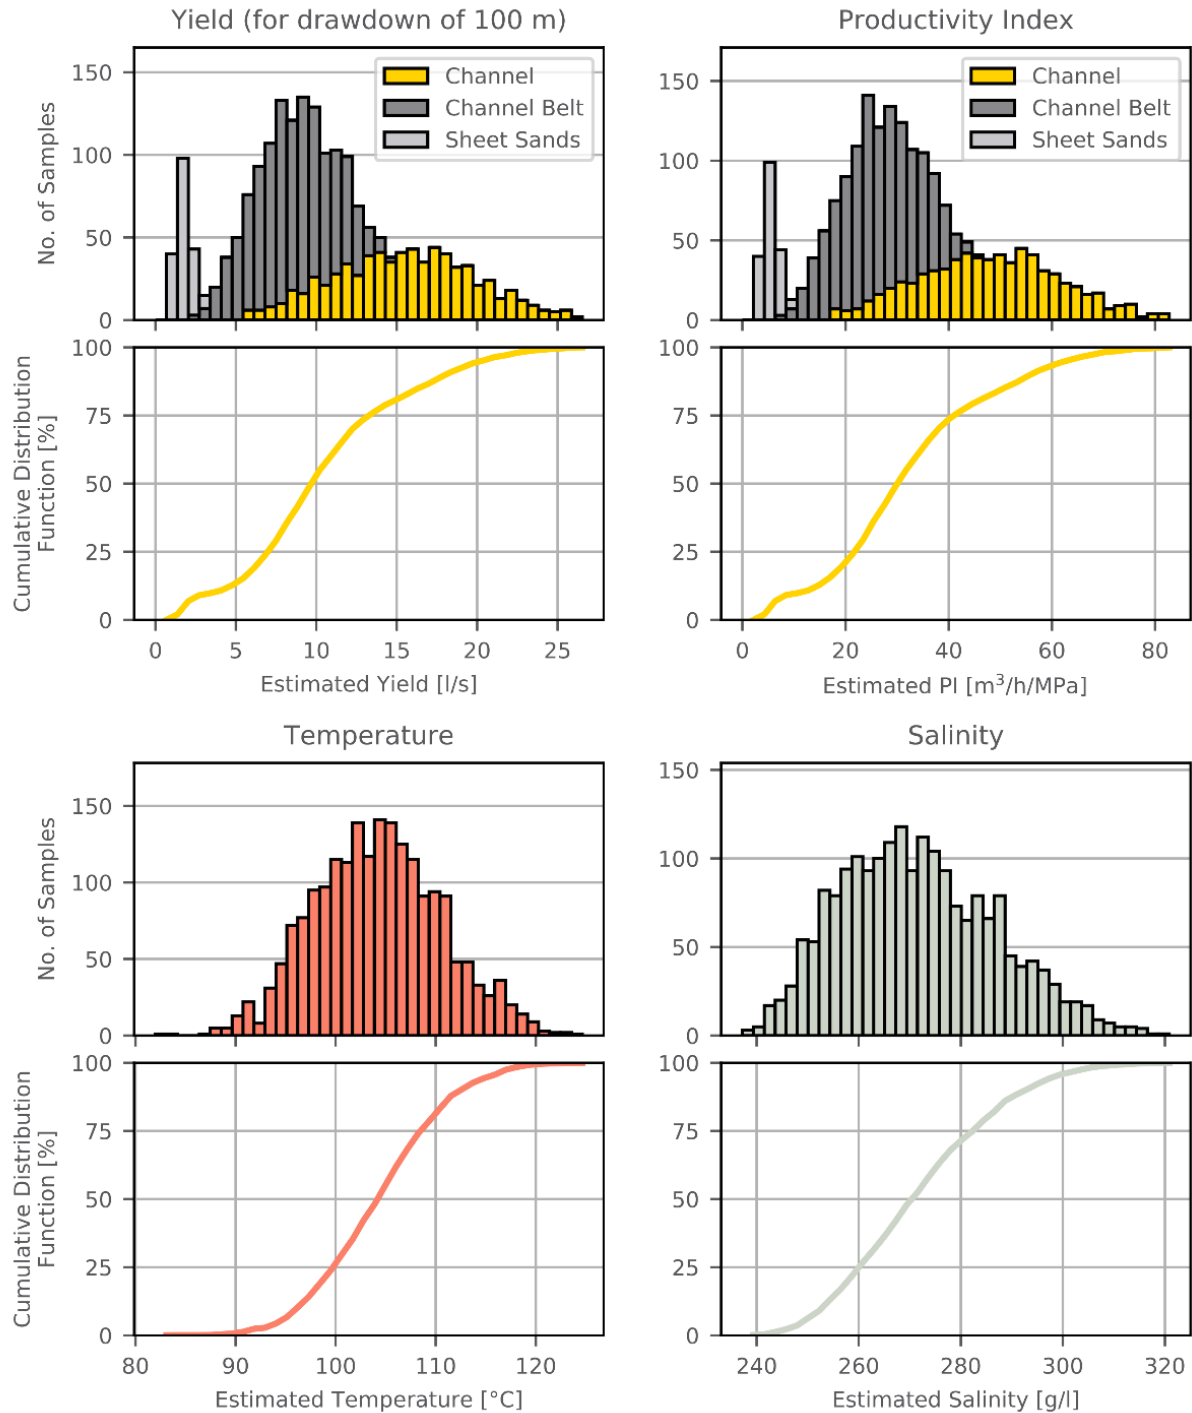 Yield (for drawdown of 100 m)
No. of Samples
150
100
50
0
Channel
Channel Belt
Sheet Sands
Cumulative Distribution
Function [%]
100
75
50
25
0
0 5 10 15 20 25
Estimated Yield [l/s]
Productivity Index
150
100
50
0
Channel
Channel Belt
Sheet Sands
100
75
50
25
0
0 20 40 60 80
Estimated PI [m³/h/MPa]
Temperature
No. of Samples
150
100
50
0
Cumulative Distribution
Function [%]
100
75
50
25
0
80 90 100 110 120
Estimated Temperature [°C]
Salinity
150
100
50
0
100
75
50
25
0
240 260 280 300 320
Estimated Salinity [g/l]